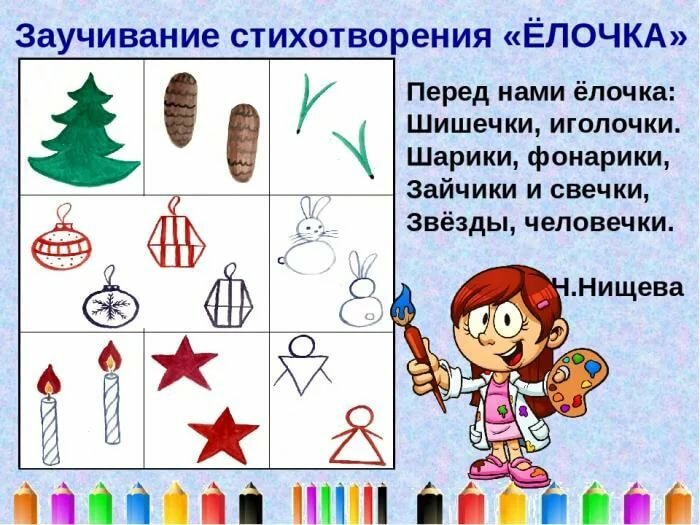 Заучивание стихотворения «ЁЛОЧКА»
Перед нами ёлочка:
Шишечки, иголочки.
Шарики, фонарики,
Зайчики и свечки,
Звёзды, человечки.
Н.Нищева